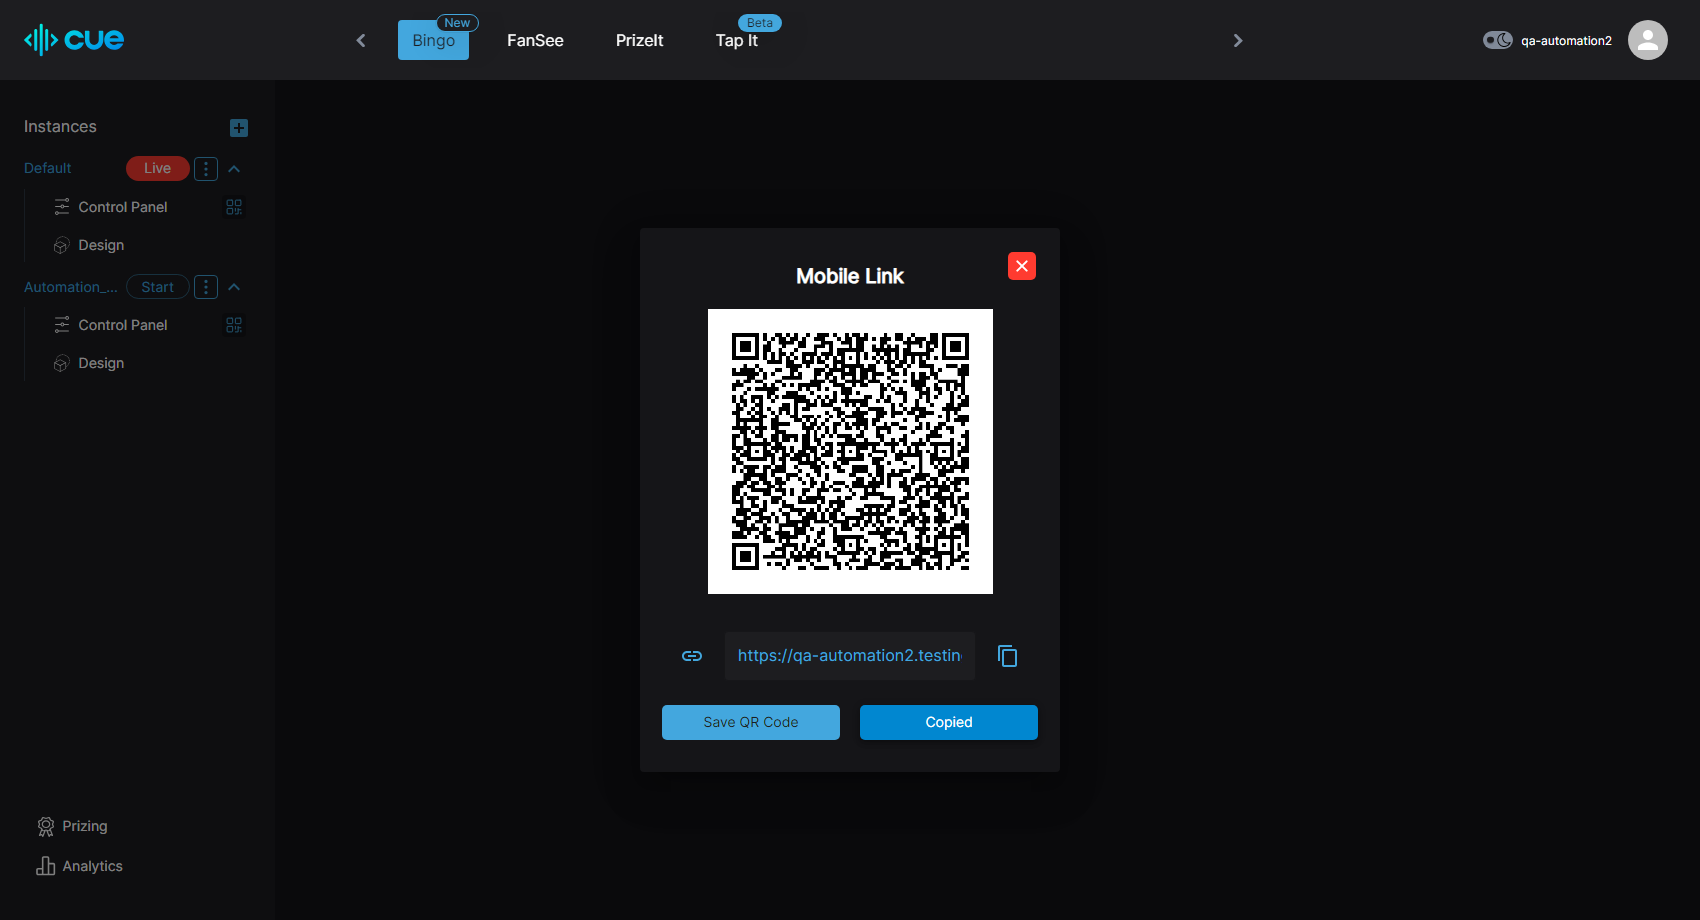 cue
New
Bingo
FanSee
PrizeIt
Beta
Tap It
qa-automation2
Instances
Default
Live
Control Panel
Design
Automation_...
Start
Control Panel
Design
Prizing
Analytics
Mobile Link
https://qa-automation2.testin
Save QR Code
Copied